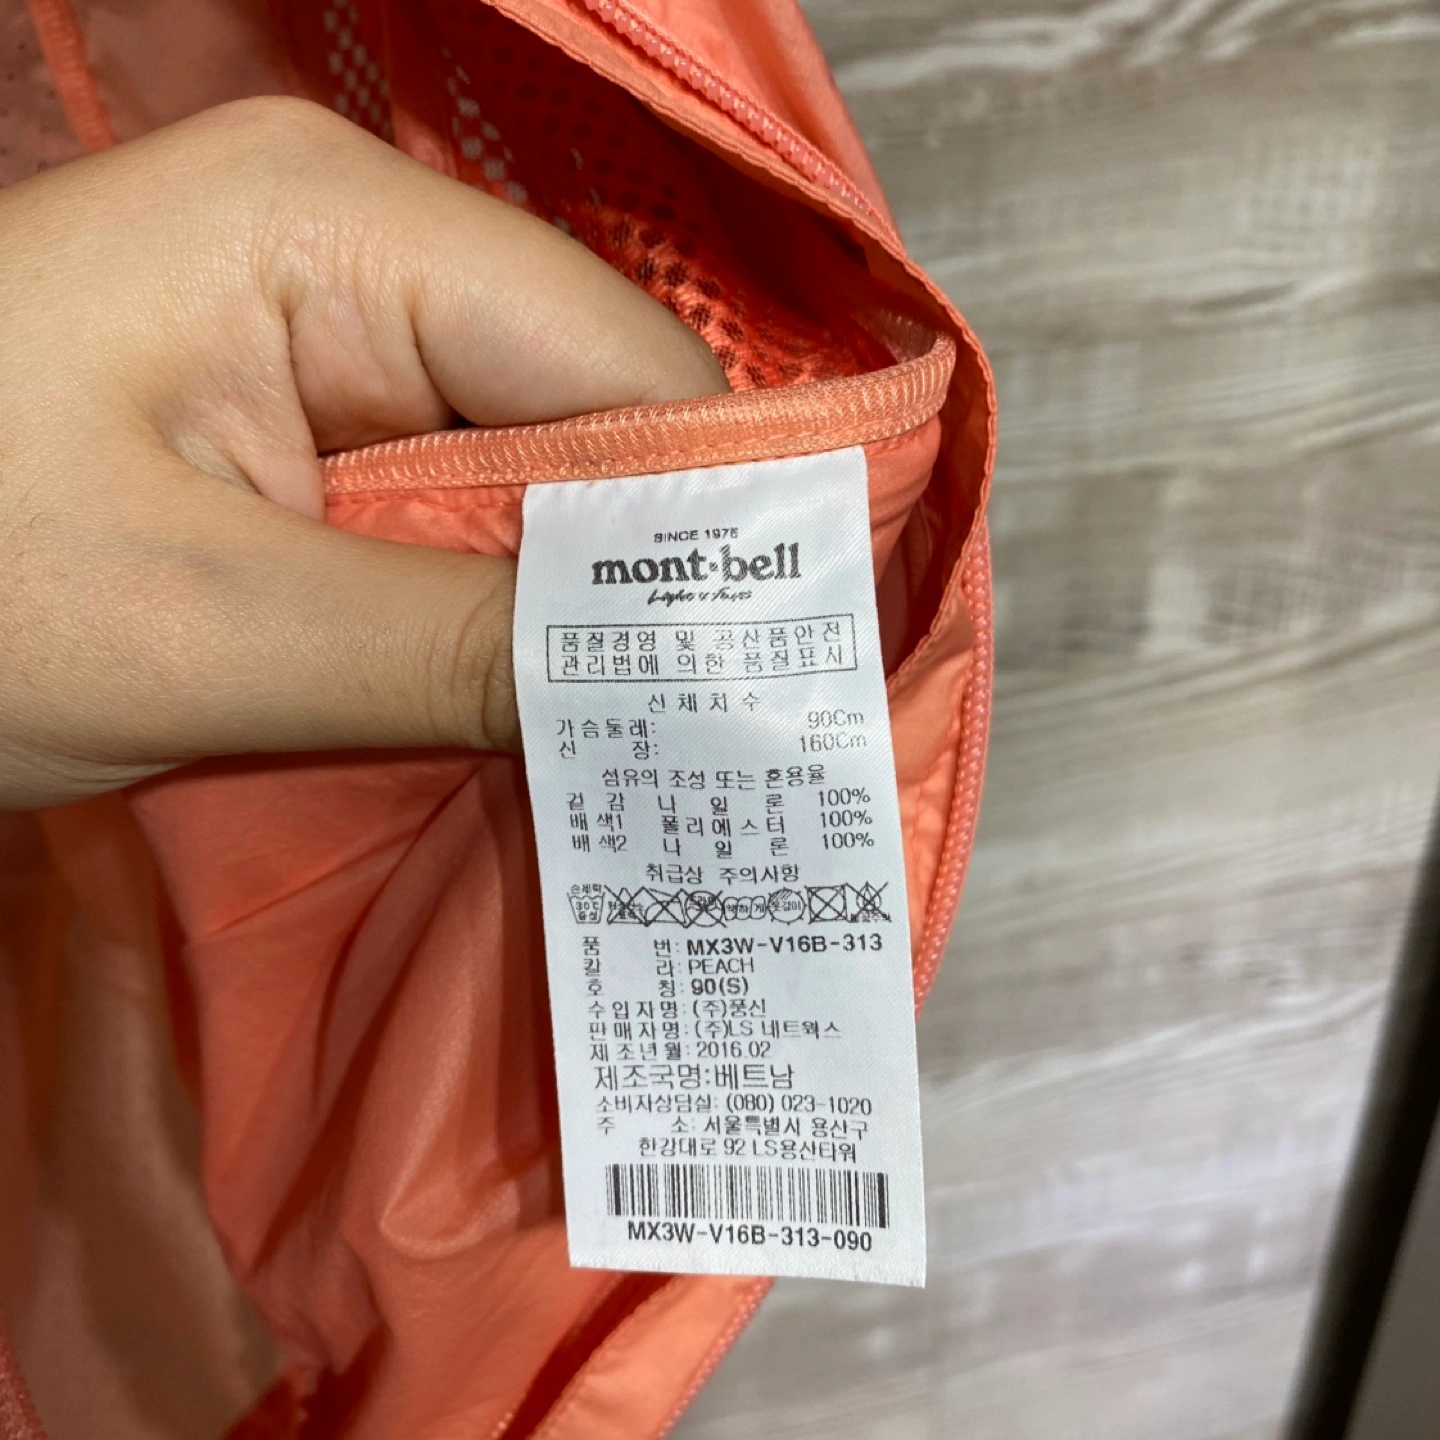 SINCE 1975
mont·bell
품질경영 및 공산품안전
관리법에 의한 품질표시
신체치수
가슴둘레: 90Cm
신 장: 160Cm
섬유의 조성 또는 혼용율
겉 감 나 일 론 100%
배색1 폴리에스터 100%
배색2 나 일 론 100%
취급상 주의사항
손세탁
30℃
중성
품 번: MX3W-V16B-313
칼 라: PEACH
호 칭: 90(S)
수입자명: (주)풍신
판매자명: (주)LS 네트웍스
제조년월: 2016.02
제조국명:베트남
소비자상담실: (080) 023-1020
주 소: 서울특별시 용산구
한강대로 92 LS용산타워
MX3W-V16B-313-090